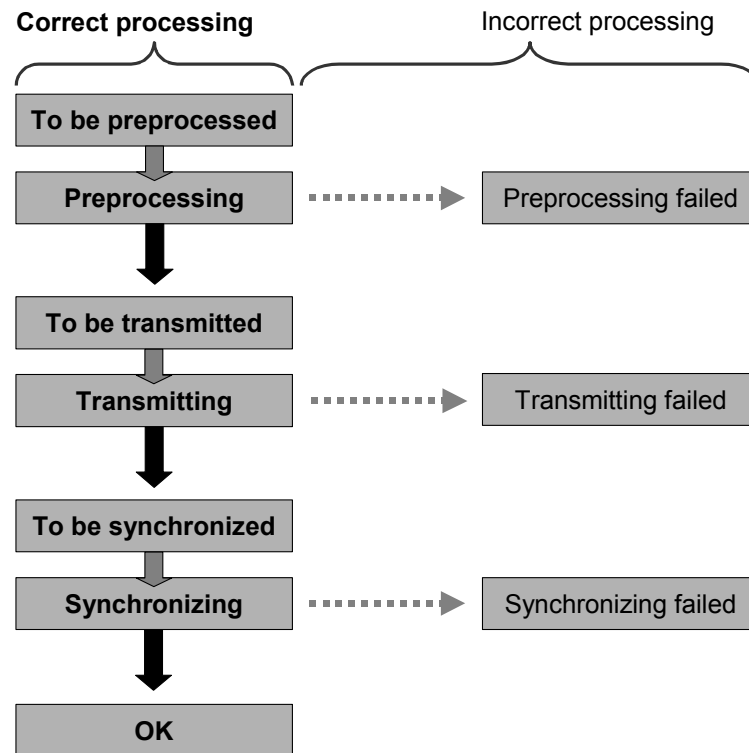 Correct processing
Incorrect processing
To be preprocessed
Preprocessing
Preprocessing failed
To be transmitted
Transmitting
Transmitting failed
To be synchronized
Synchronizing
Synchronizing failed
OK